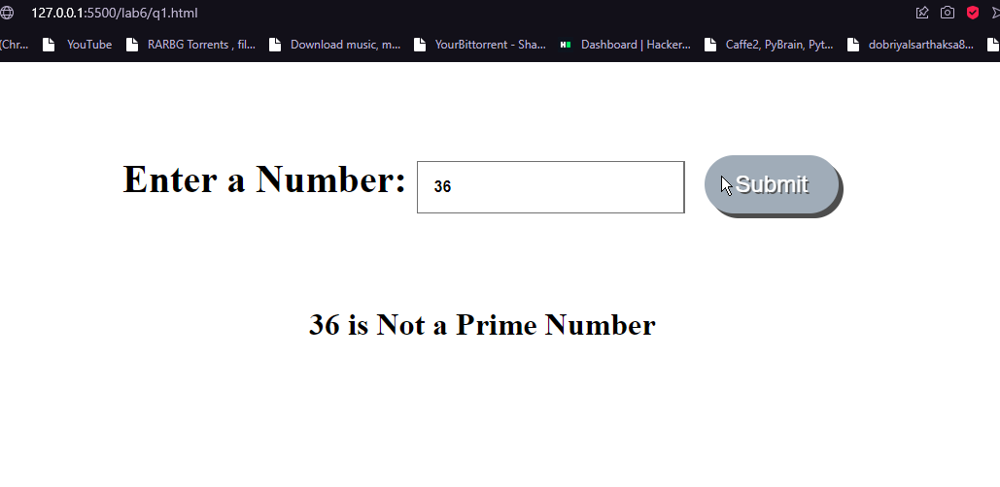 127.0.0.1:5500/lab6/q1.html
(Chr... YouTube RARBG Torrents , fil... Download music, m... YourBittorrent - Sha... Dashboard | Hacker... Caffe2, PyBrain, Pyt... dobriyalsarthaksa8...
Enter a Number: 36 Submit
36 is Not a Prime Number